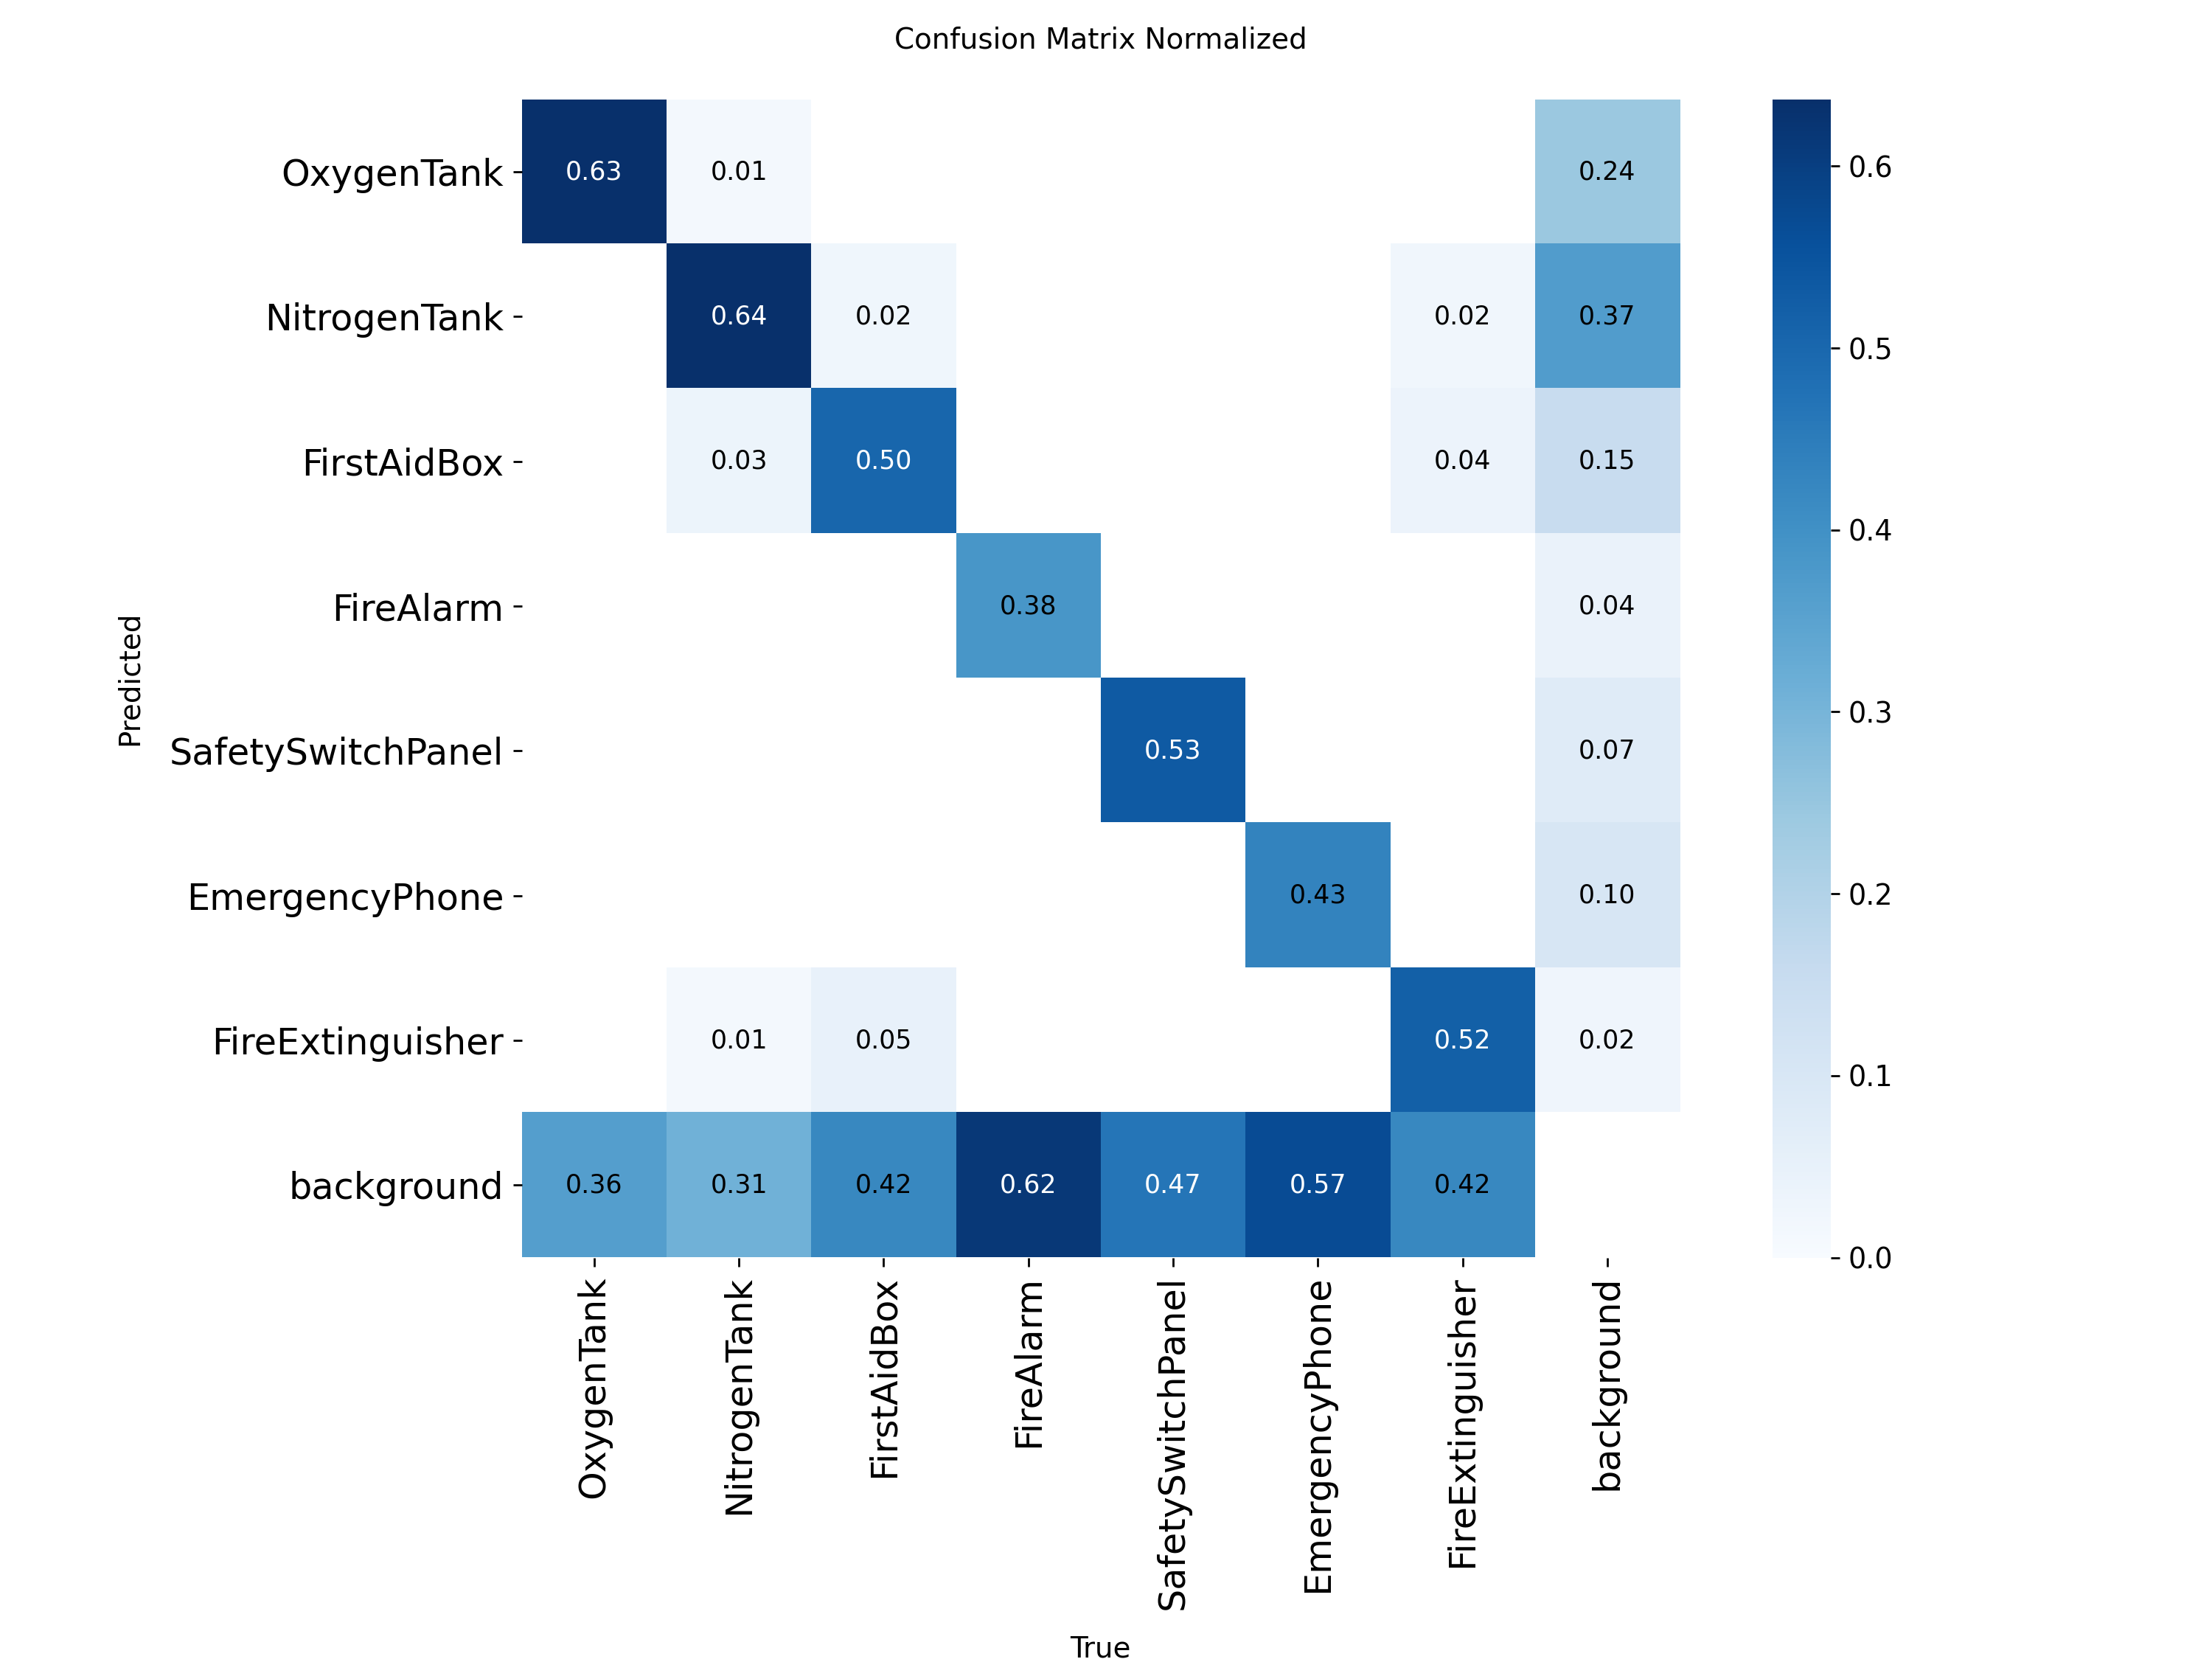 Confusion Matrix Normalized
OxygenTank 0.63 0.01 0.24
NitrogenTank 0.64 0.02 0.02 0.37
FirstAidBox 0.03 0.50 0.04 0.15
FireAlarm 0.38 0.04
SafetySwitchPanel 0.53 0.07
EmergencyPhone 0.43 0.10
FireExtinguisher 0.01 0.05 0.52 0.02
background 0.36 0.31 0.42 0.62 0.47 0.57 0.42
Predicted
OxygenTank
NitrogenTank
FirstAidBox
FireAlarm
SafetySwitchPanel
EmergencyPhone
FireExtinguisher
background
True
0.6
0.5
0.4
0.3
0.2
0.1
0.0